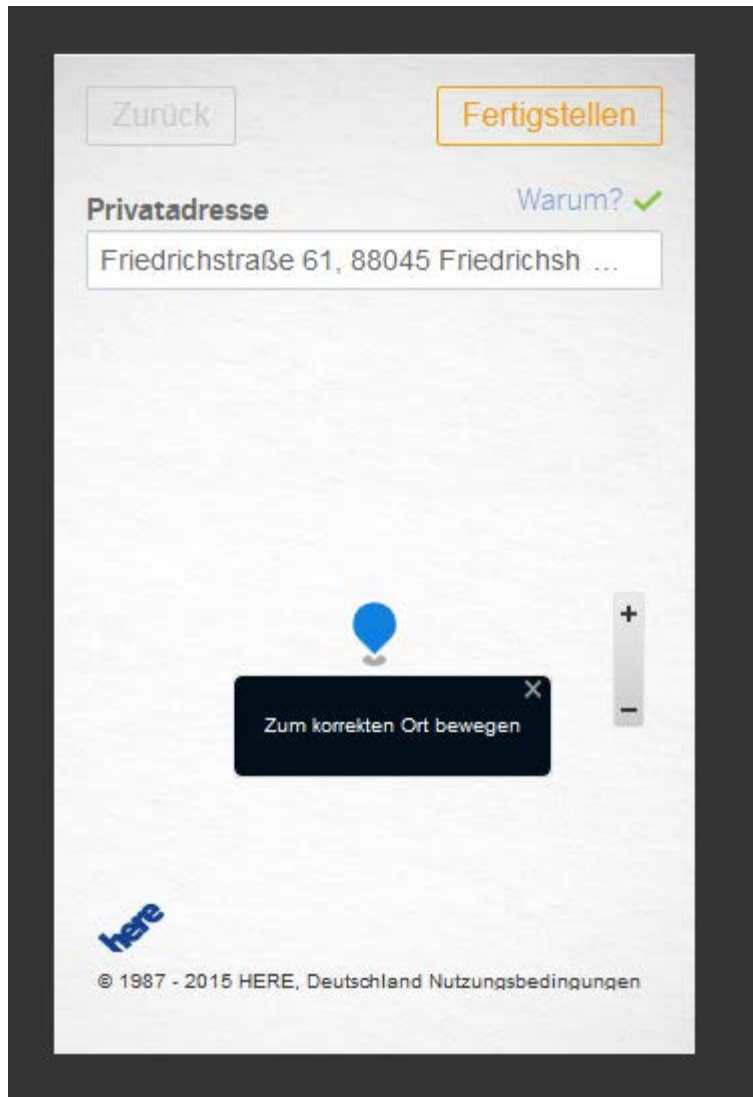 Zurück
Fertigstellen
Privatadresse
Warum?
Friedrichstraße 61, 88045 Friedrichsh ...
+
−
Zum korrekten Ort bewegen
here
© 1987 - 2015 HERE, Deutschland Nutzungsbedingungen